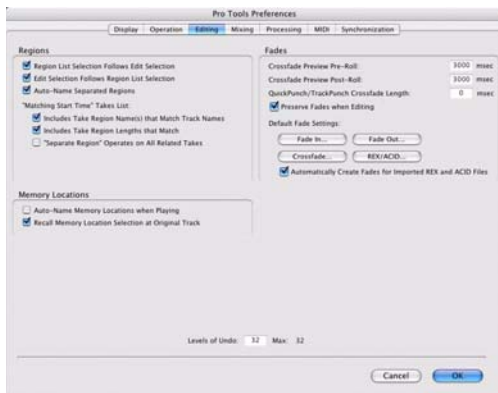 Pro Tools Preferences
Display Operation Editing Mixing Processing MIDI Synchronization
Regions
Region List Selection Follows Edit Selection
Edit Selection Follows Region List Selection
Auto-Name Separated Regions
"Matching Start Time" Takes List:
Includes Take Region Name(s) that Match Track Names
Includes Take Region Lengths that Match
"Separate Region" Operates on All Related Takes
Memory Locations
Auto-Name Memory Locations when Playing
Recall Memory Location Selection at Original Track
Fades
Crossfade Preview Pre-Roll: 3000 msec
Crossfade Preview Post-Roll: 3000 msec
QuickPunch/TrackPunch Crossfade Length: 0 msec
Preserve Fades when Editing
Default Fade Settings:
Fade In... Fade Out...
Crossfade... REX/ACID...
Automatically Create Fades for Imported REX and ACID Files
Levels of Undo: 32 Max: 32
Cancel OK